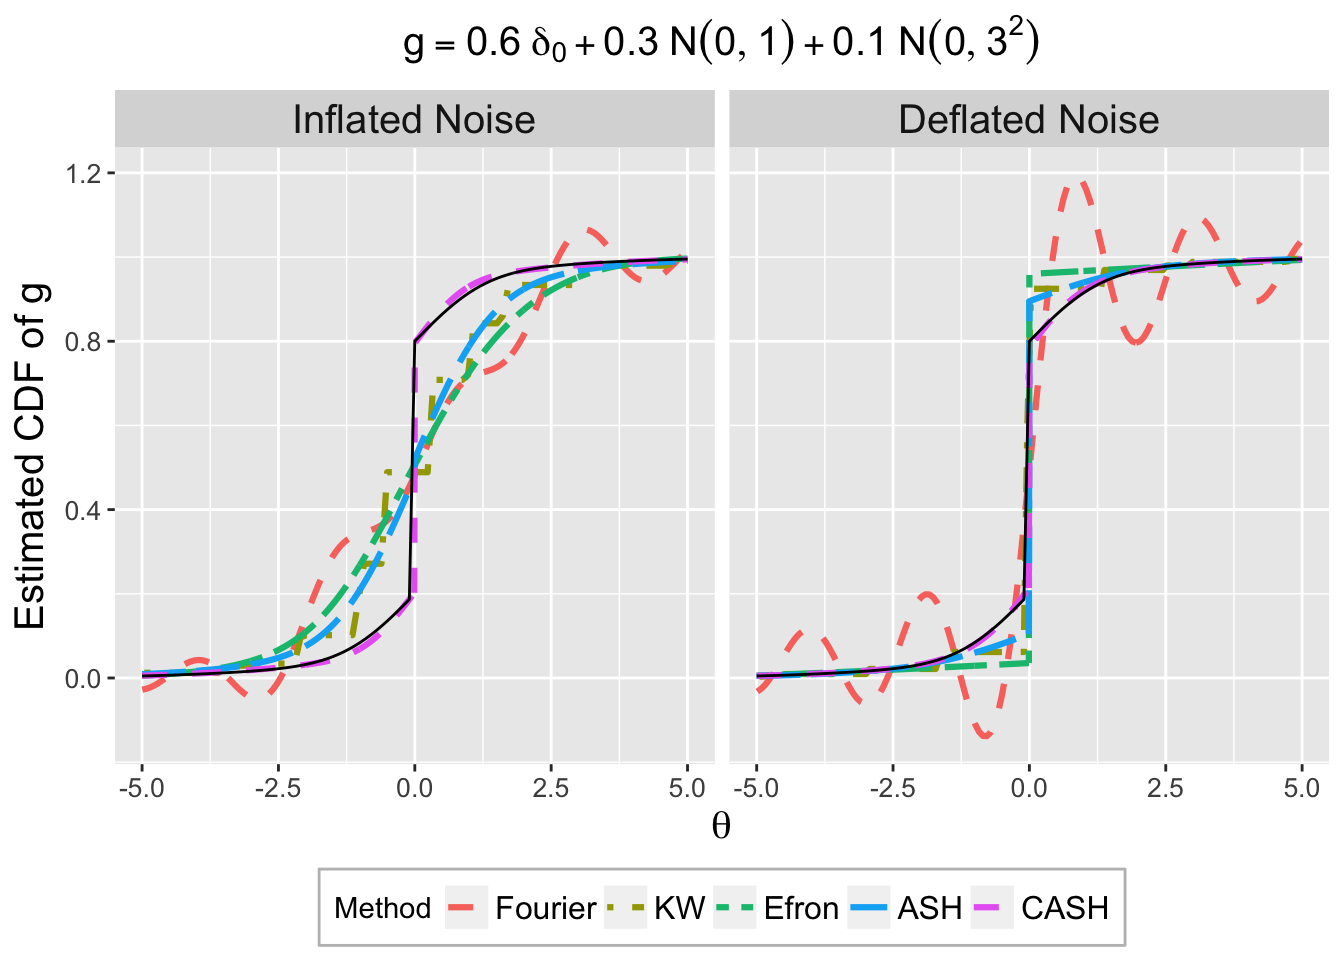 g = 0.6 δ₀ + 0.3 N(0, 1) + 0.1 N(0, 3²)
Inflated Noise
Deflated Noise
Estimated CDF of g
1.2
0.8
0.4
0.0
-5.0 -2.5 0.0 2.5 5.0
-5.0 -2.5 0.0 2.5 5.0
θ
Method Fourier KW Efron ASH CASH